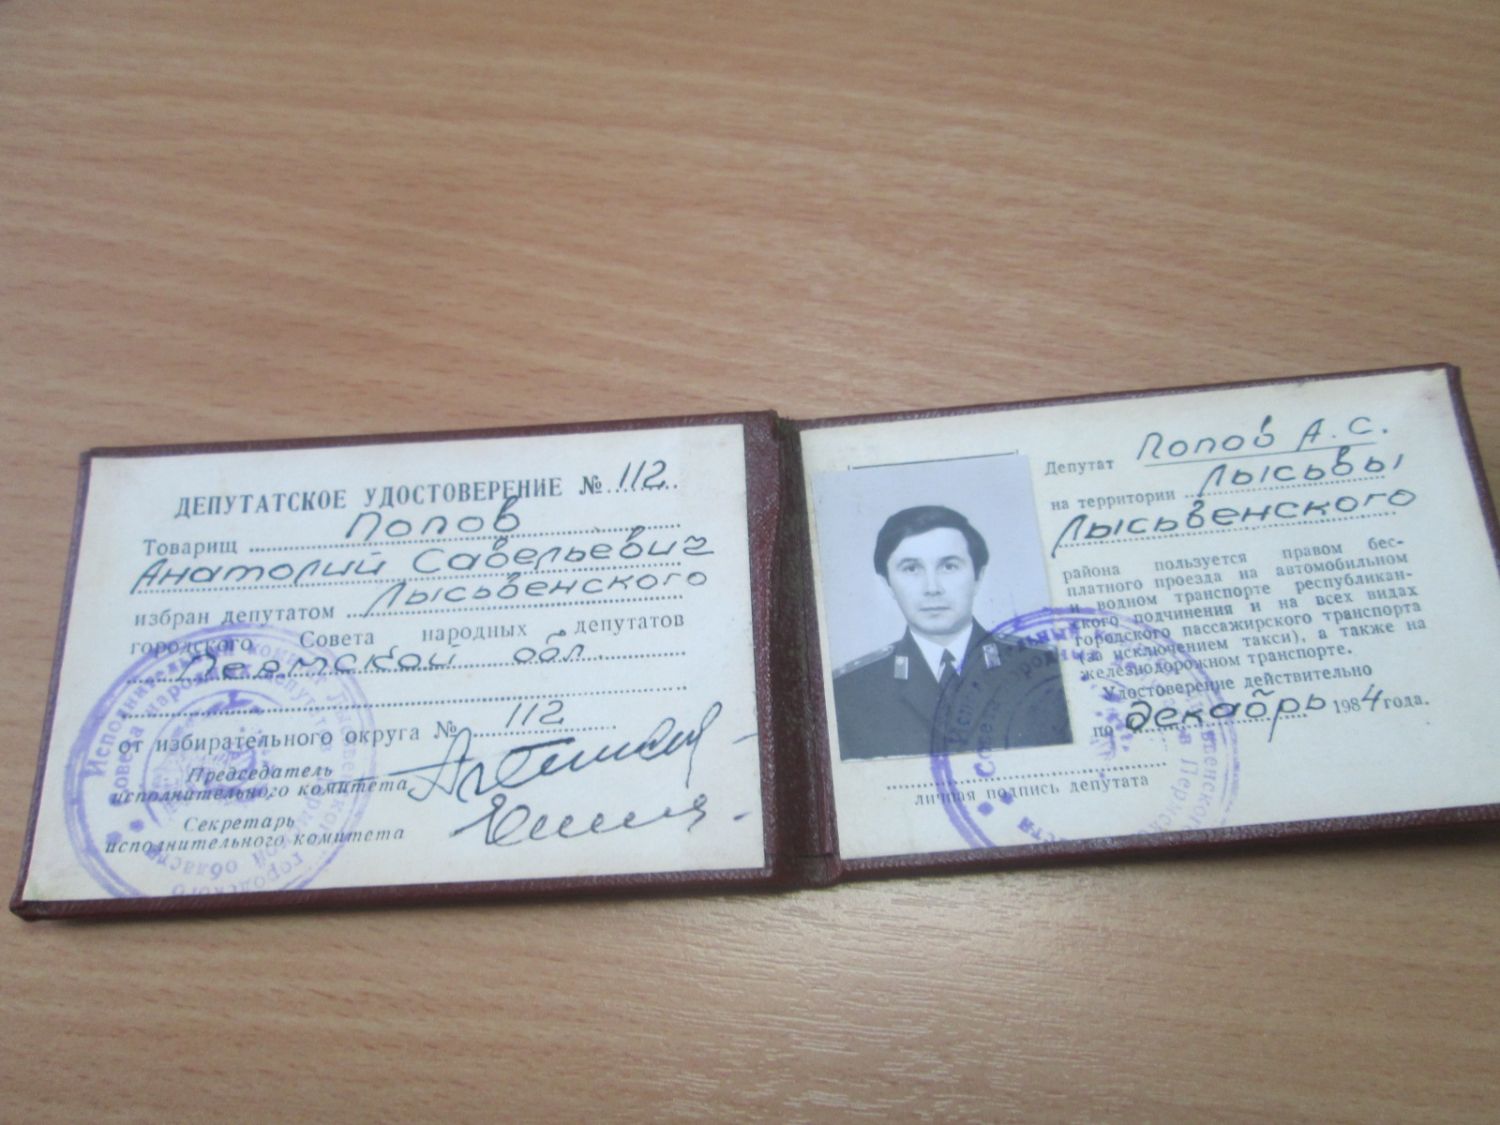 ДЕПУТАТСКОЕ УДОСТОВЕРЕНИЕ № 112
Товарищ Попов
Анатолий Савельевич
избран депутатом Лысьвенского
городского Совета народных депутатов
Пермской обл.
от избирательного округа № 112
Председатель
исполнительного комитета
Секретарь
исполнительного комитета
Депутат Попов А.С.
на территории Лысьвы
Лысьвенского
района пользуется правом бес-
платного проезда на автомобильном
и водном транспорте республикан-
ского подчинения и на всех видах
городского пассажирского транспорта
(за исключением такси), а также на
железнодорожном транспорте.
Удостоверение действительно
по декабрь 1984 года.
личная подпись депутата